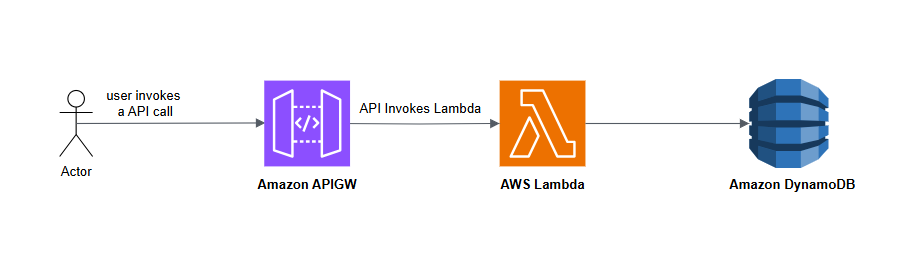 user invokes
a API call
API Invokes Lambda
</>
Actor
Amazon APIGW
AWS Lambda
Amazon DynamoDB